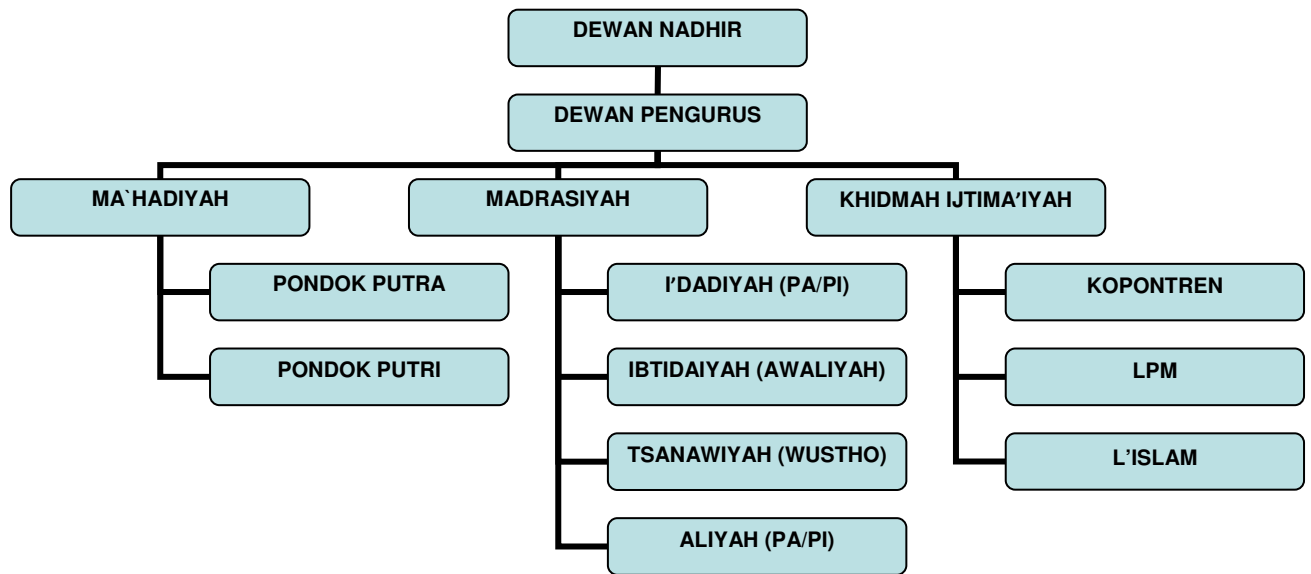 DEWAN NADHIR
DEWAN PENGURUS
MA`HADIYAH
MADRASIYAH
KHIDMAH IJTIMA'IYAH
PONDOK PUTRA
I'DADIYAH (PA/PI)
KOPONTREN
PONDOK PUTRI
IBTIDAIYAH (AWALIYAH)
LPM
TSANAWIYAH (WUSTHO)
L'ISLAM
ALIYAH (PA/PI)